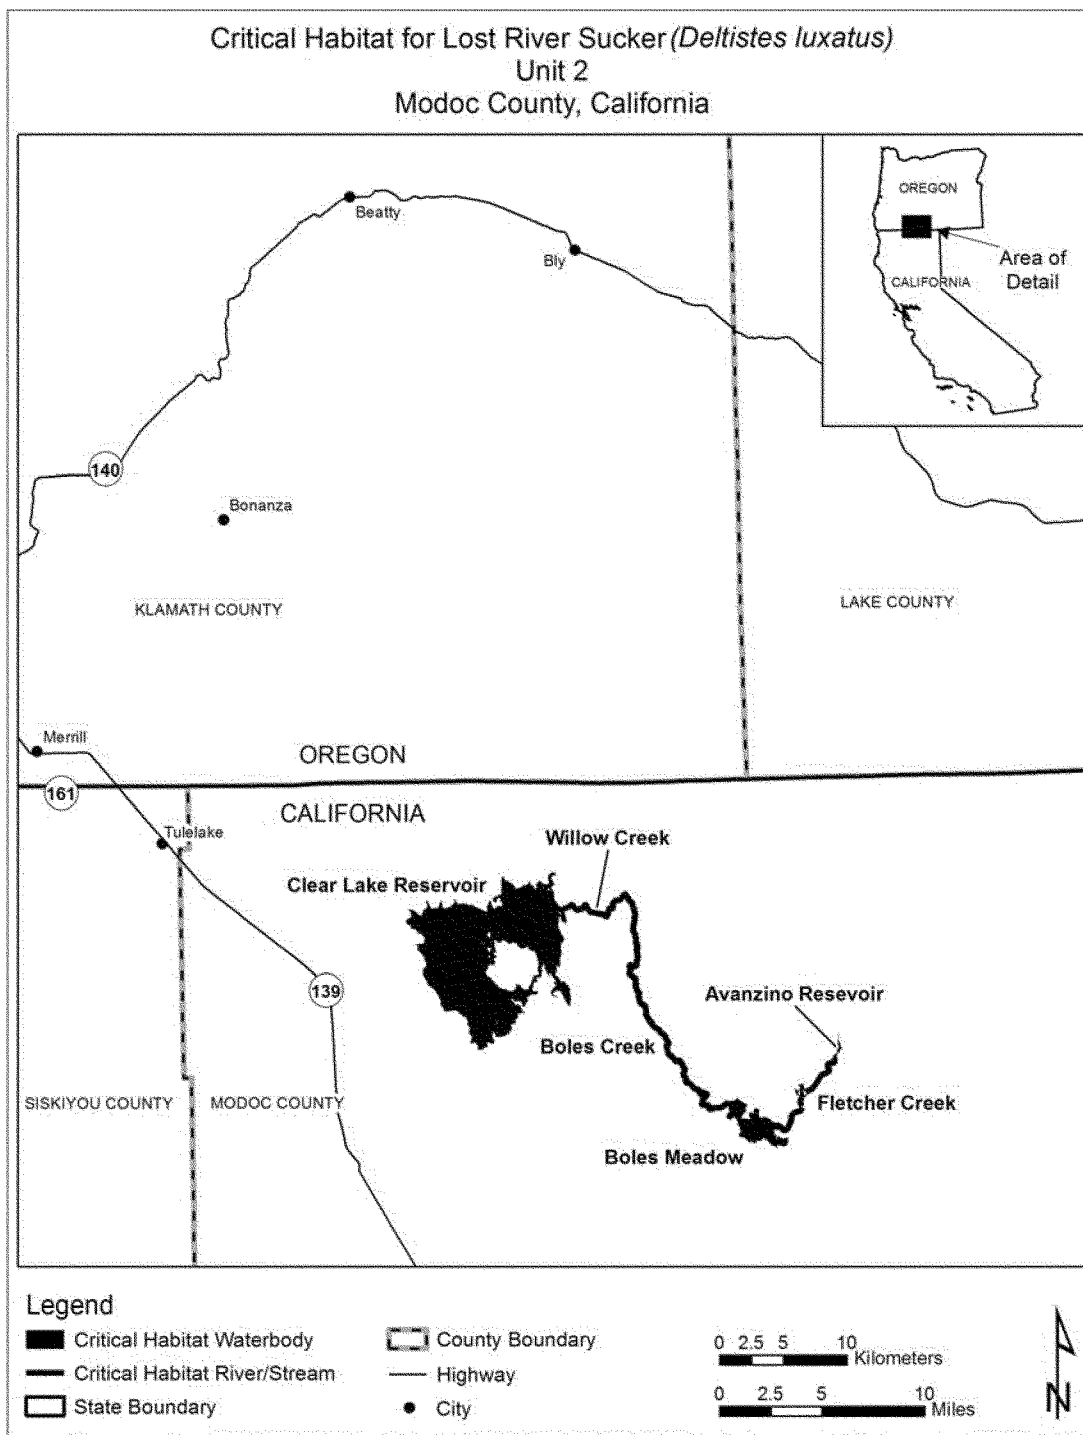 Critical Habitat for Lost River Sucker (Deltistes luxatus)
Unit 2
Modoc County, California
OREGON
Area of
Detail
CALIFORNIA
Beatty
Bly
140
Bonanza
KLAMATH COUNTY
LAKE COUNTY
Merrill
OREGON
161
CALIFORNIA
Tulelake
Willow Creek
Clear Lake Reservoir
139
Avanzino Resevoir
Boles Creek
SISKIYOU COUNTY
MODOC COUNTY
Fletcher Creek
Boles Meadow
Legend
Critical Habitat Waterbody
Critical Habitat River/Stream
State Boundary
County Boundary
Highway
City
0 2.5 5 10
Kilometers
0 2.5 5 10
Miles
N